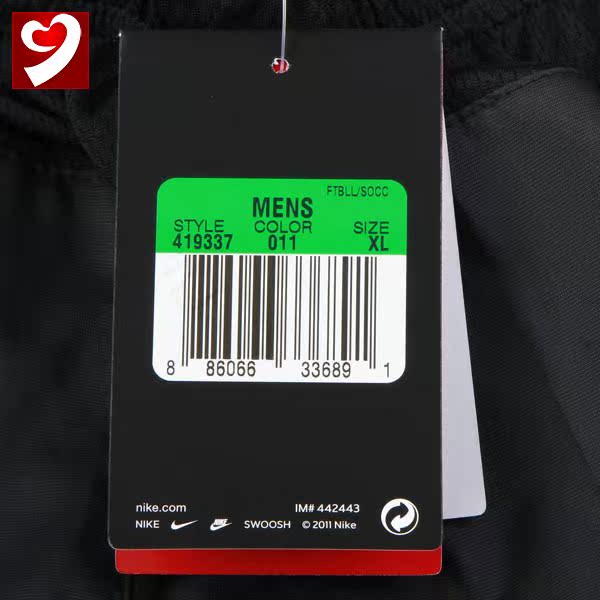 FTBLL/SOCC
MENS
STYLE COLOR SIZE
419337 011 XL
8 86066 33689 1
nike.com IM# 442443
NIKE SWOOSH © 2011 Nike